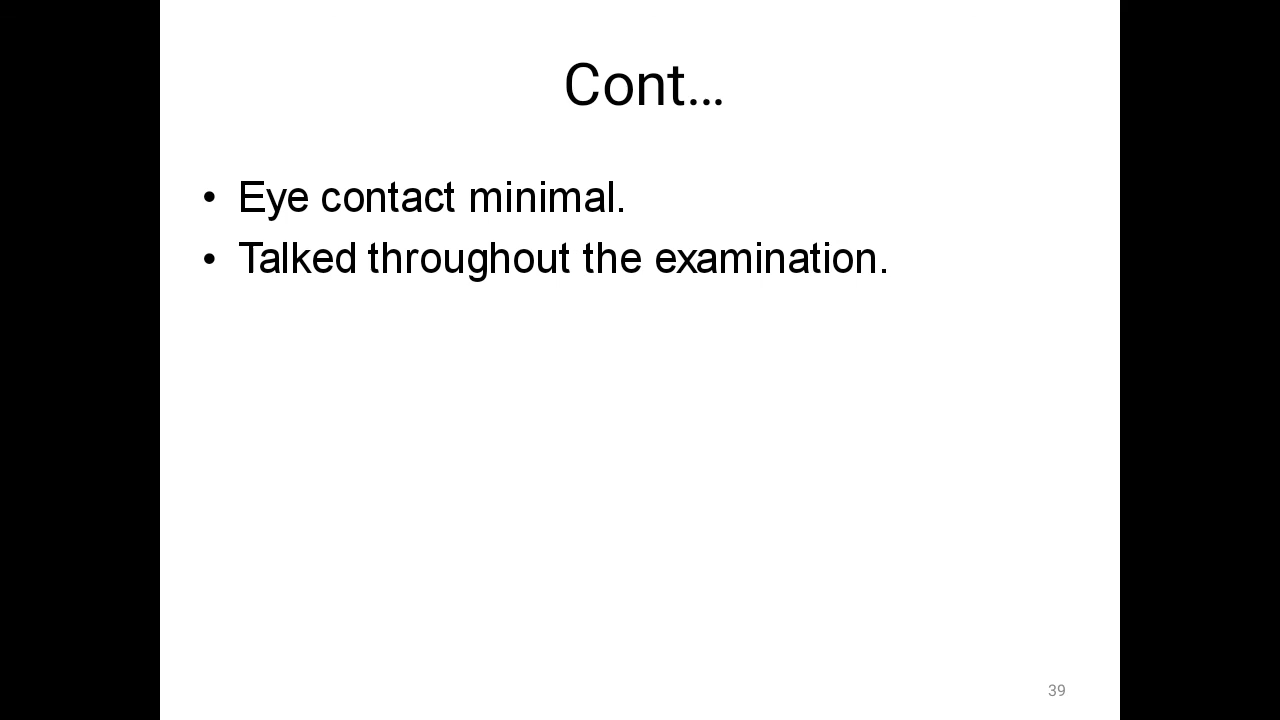 Cont…
• Eye contact minimal.
• Talked throughout the examination.
39